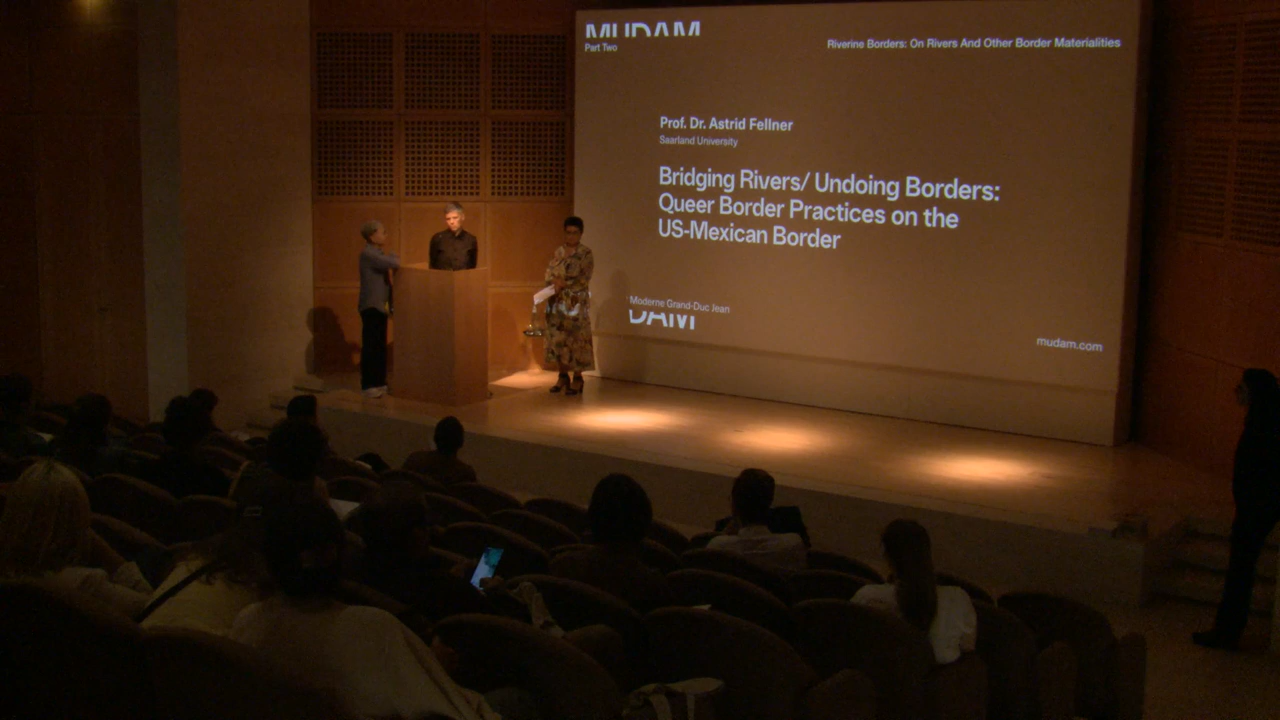 MUDAM
Part Two
Riverine Borders: On Rivers And Other Border Materialities
Prof. Dr. Astrid Fellner
Saarland University
Bridging Rivers/ Undoing Borders:
Queer Border Practices on the
US-Mexican Border
Moderne Grand-Duc Jean
DAM
mudam.com